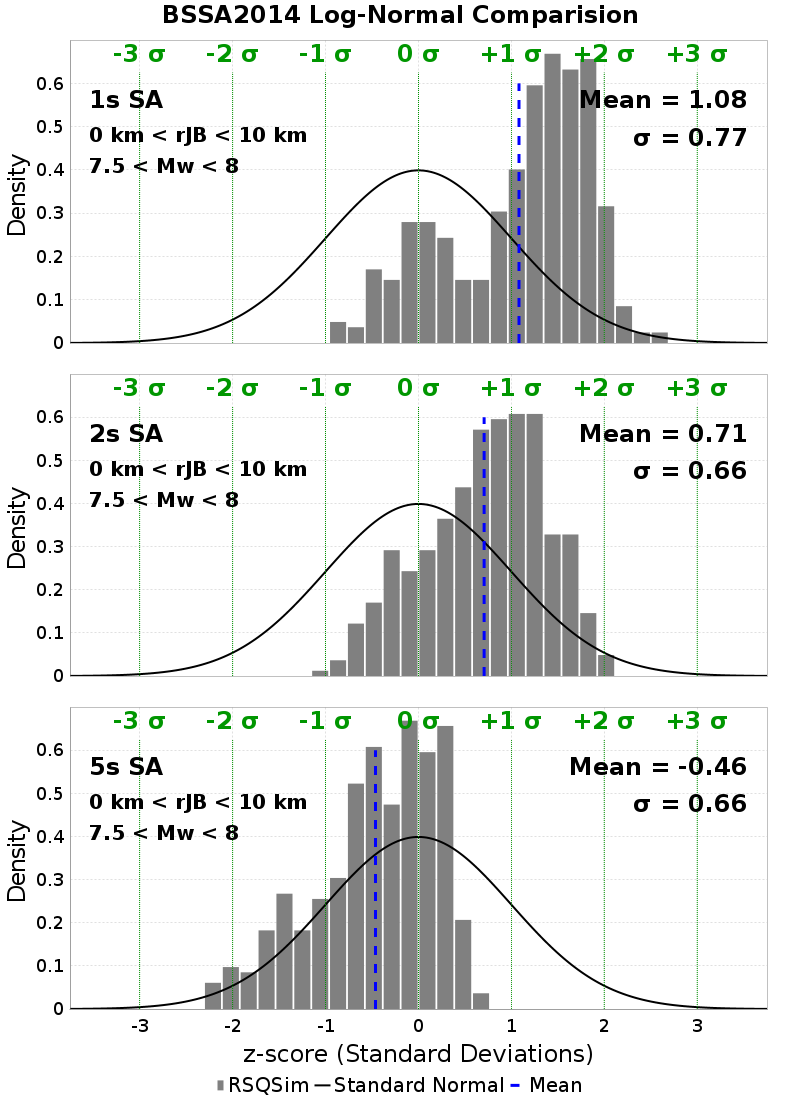 BSSA2014 Log-Normal Comparision
-3 σ -2 σ -1 σ 0 σ +1 σ +2 σ +3 σ
1s SA
Mean = 1.08
0 km < rJB < 10 km
σ = 0.77
7.5 < Mw < 8
Density
0.6
0.5
0.4
0.3
0.2
0.1
0
-3 σ -2 σ -1 σ 0 σ +1 σ +2 σ +3 σ
2s SA
Mean = 0.71
0 km < rJB < 10 km
σ = 0.66
7.5 < Mw < 8
Density
0.6
0.5
0.4
0.3
0.2
0.1
0
-3 σ -2 σ -1 σ 0 σ +1 σ +2 σ +3 σ
5s SA
Mean = -0.46
0 km < rJB < 10 km
σ = 0.66
7.5 < Mw < 8
Density
0.6
0.5
0.4
0.3
0.2
0.1
0
-3 -2 -1 0 1 2 3
z-score (Standard Deviations)
RSQSim Standard Normal Mean